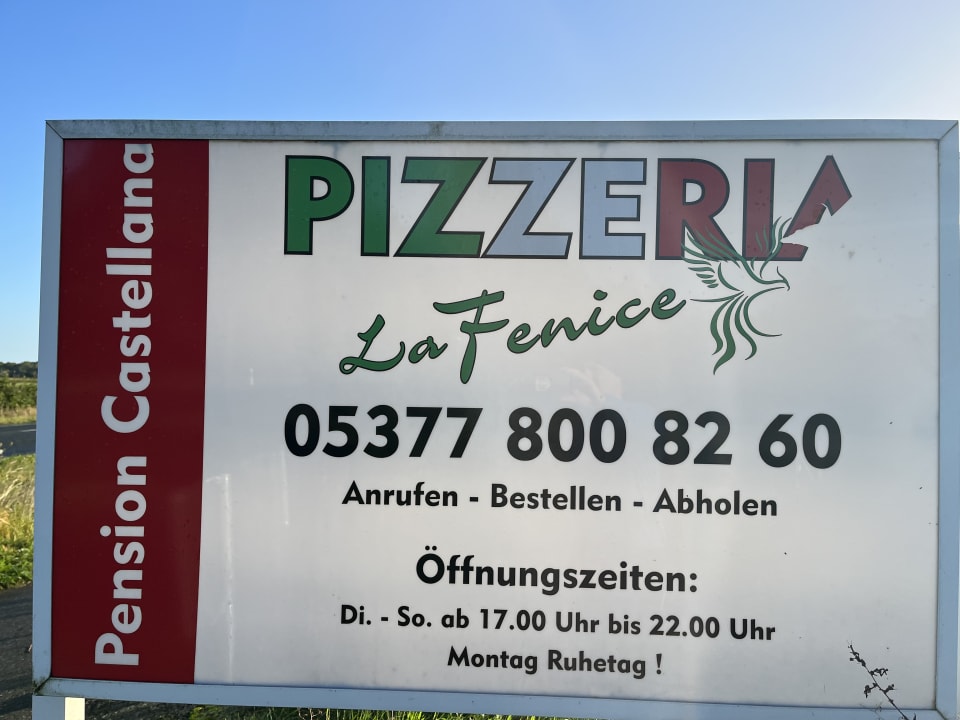 Pension Castellana
PIZZERIA
La Fenice
05377 800 82 60
Anrufen - Bestellen - Abholen
Öffnungszeiten:
Di. - So. ab 17.00 Uhr bis 22.00 Uhr
Montag Ruhetag !